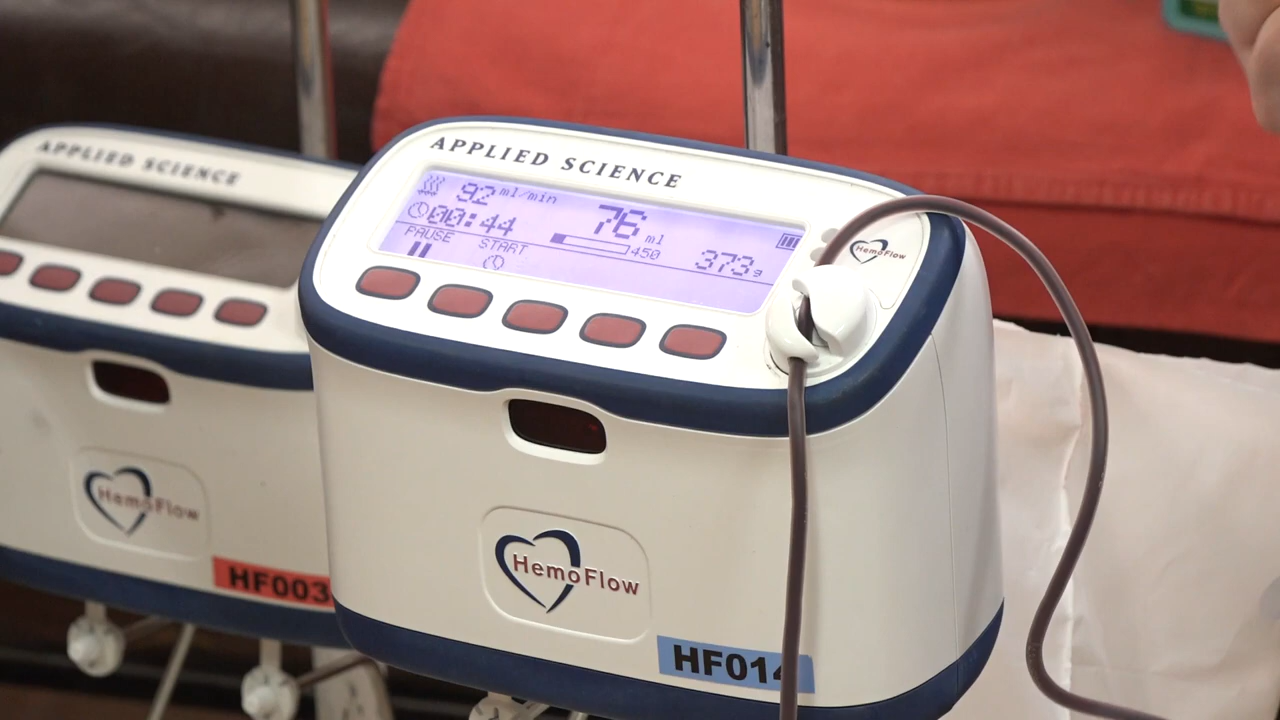 APPLIED SCIENCE
HemoFlow
HF003
APPLIED SCIENCE
92 ml/min
00:44
76 ml
450
373 g
PAUSE
START
HemoFlow
HemoFlow
HF014